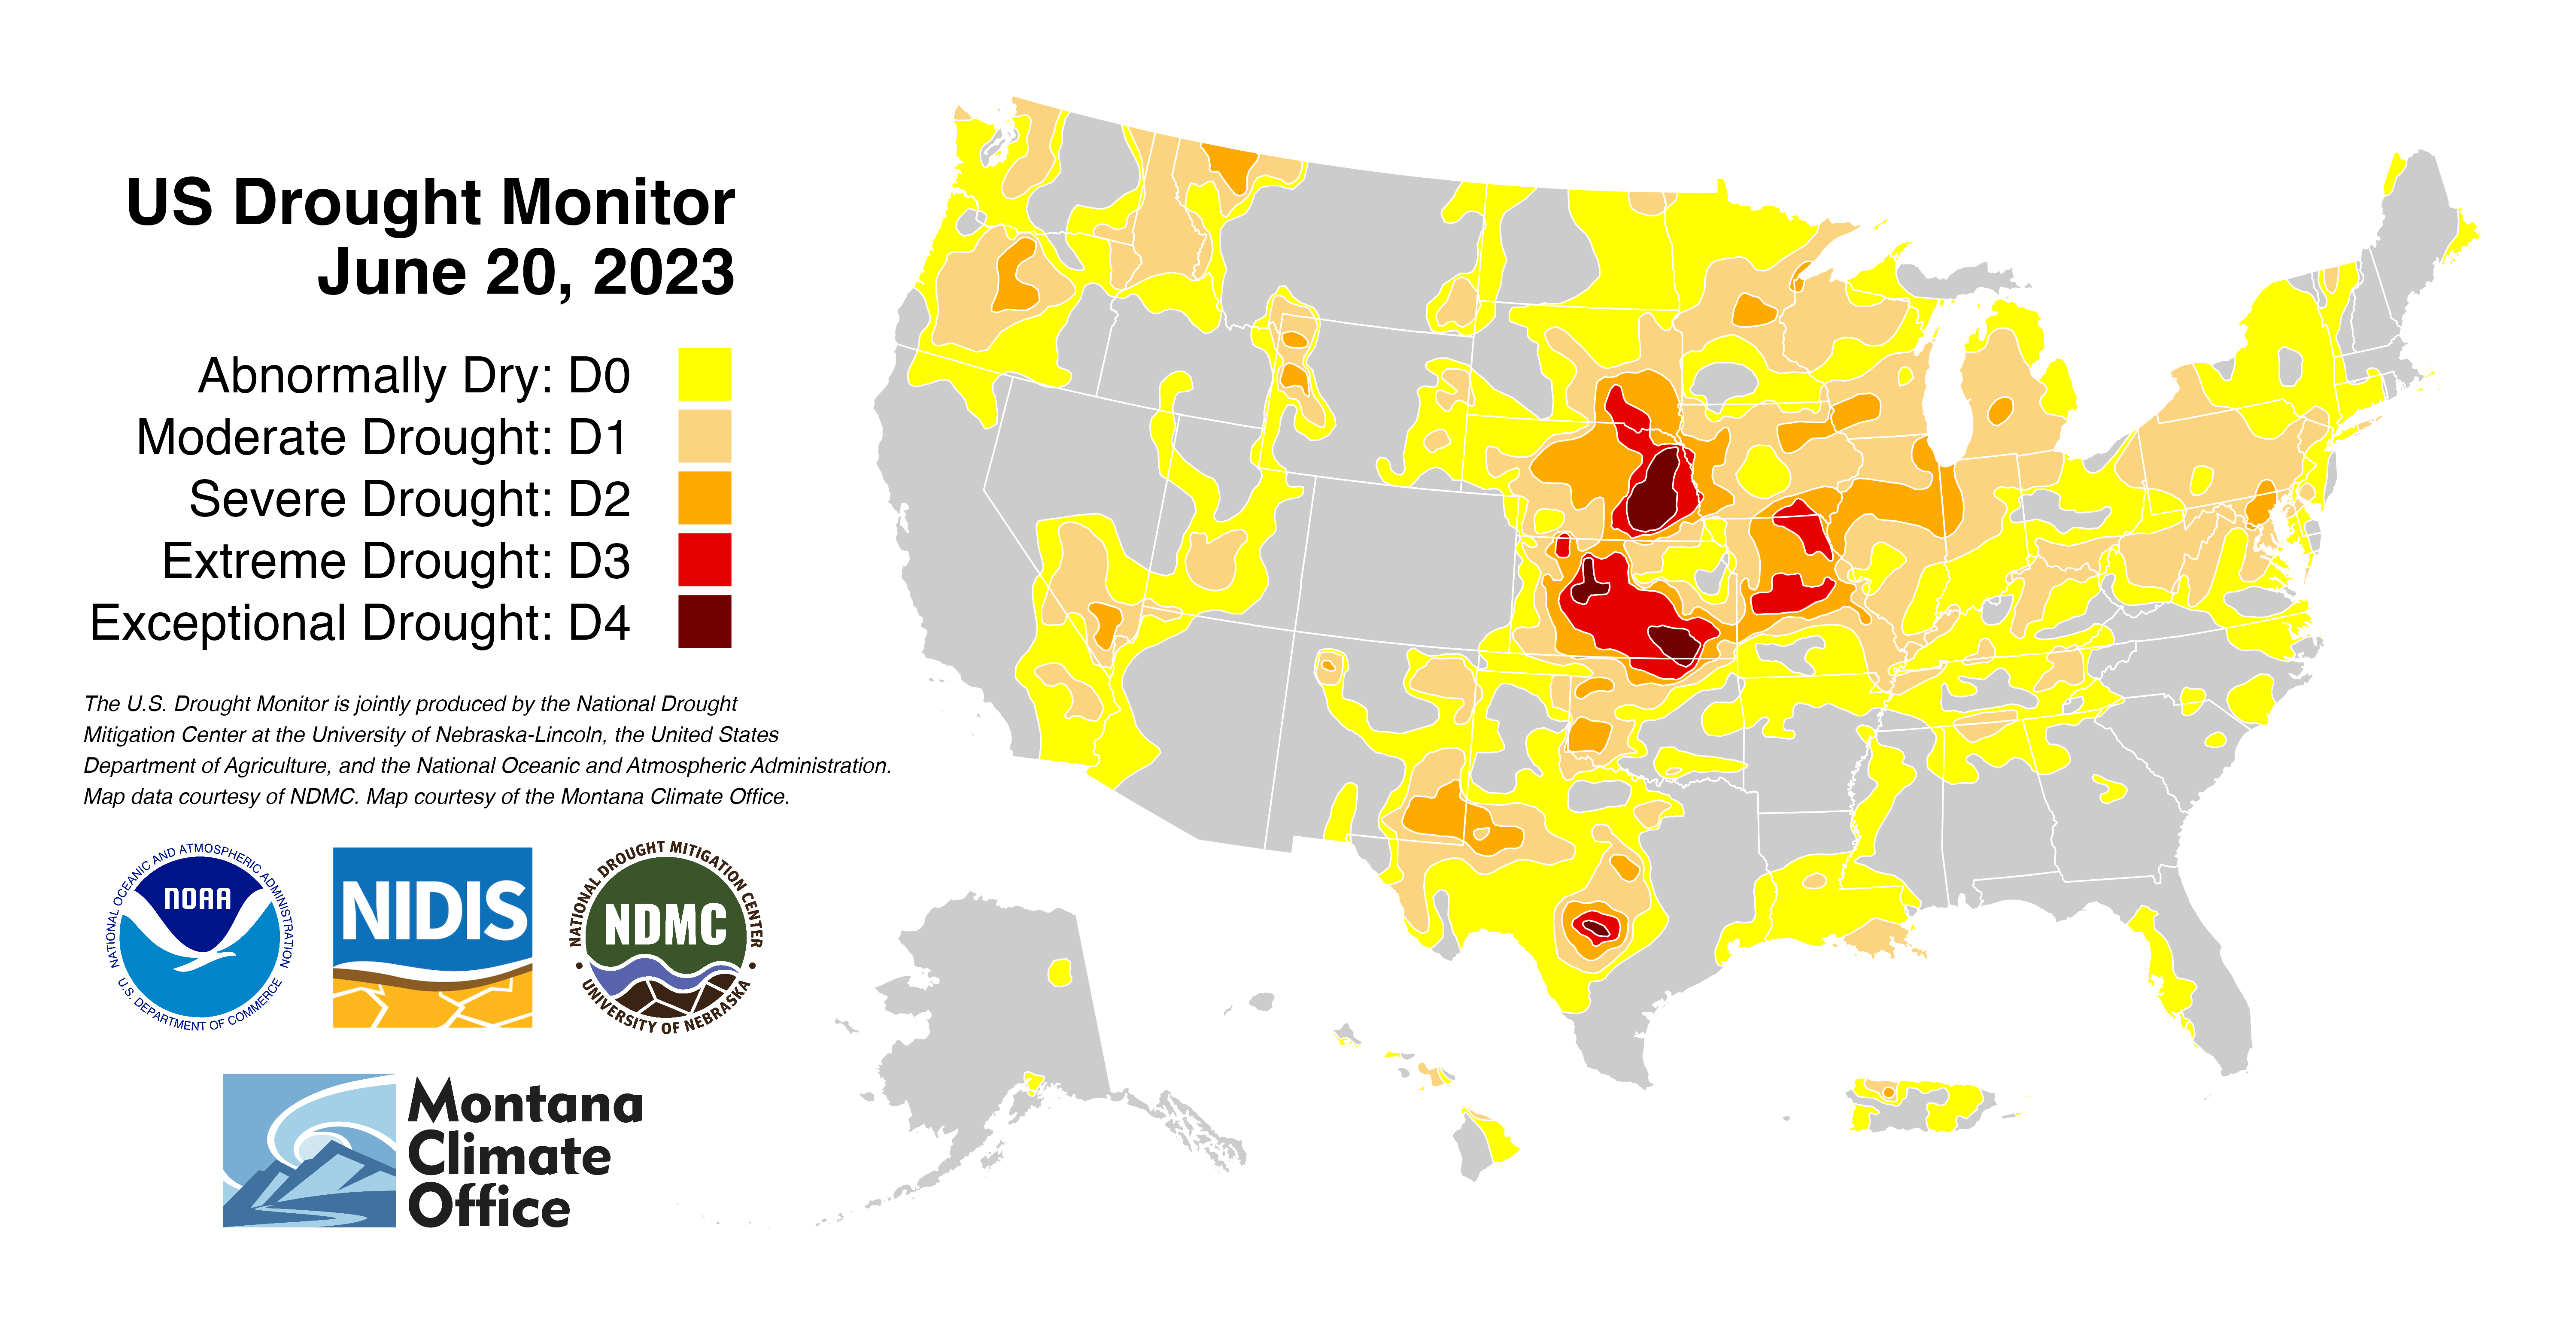 US Drought Monitor
June 20, 2023
Abnormally Dry: D0
Moderate Drought: D1
Severe Drought: D2
Extreme Drought: D3
Exceptional Drought: D4
The U.S. Drought Monitor is jointly produced by the National Drought
Mitigation Center at the University of Nebraska-Lincoln, the United States
Department of Agriculture, and the National Oceanic and Atmospheric Administration.
Map data courtesy of NDMC. Map courtesy of the Montana Climate Office.
NATIONAL OCEANIC AND ATMOSPHERIC ADMINISTRATION
NOAA
U.S. DEPARTMENT OF COMMERCE
NIDIS
NATIONAL DROUGHT MITIGATION CENTER
NDMC
UNIVERSITY OF NEBRASKA
Montana
Climate
Office